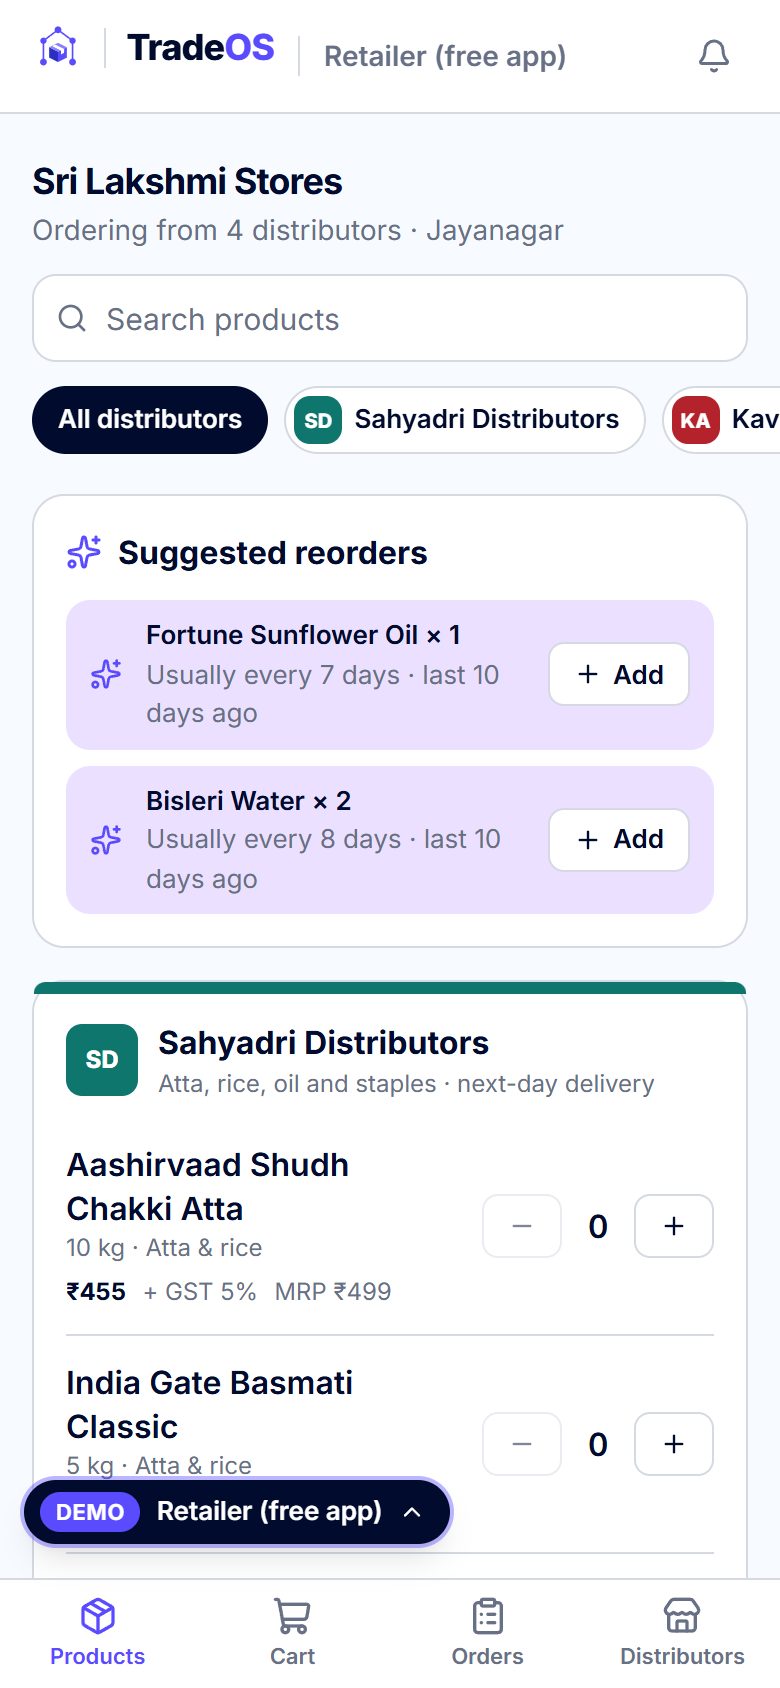 TradeOS
Retailer (free app)
Sri Lakshmi Stores
Ordering from 4 distributors · Jayanagar
Search products
All distributors
SD Sahyadri Distributors
KA Kav
Suggested reorders
Fortune Sunflower Oil × 1
Usually every 7 days · last 10
days ago
+ Add
Bisleri Water × 2
Usually every 8 days · last 10
days ago
+ Add
SD
Sahyadri Distributors
Atta, rice, oil and staples · next-day delivery
Aashirvaad Shudh
Chakki Atta
10 kg · Atta & rice
₹455 + GST 5% MRP ₹499
− 0 +
India Gate Basmati
Classic
5 kg · Atta & rice
− 0 +
DEMO Retailer (free app)
Products
Cart
Orders
Distributors